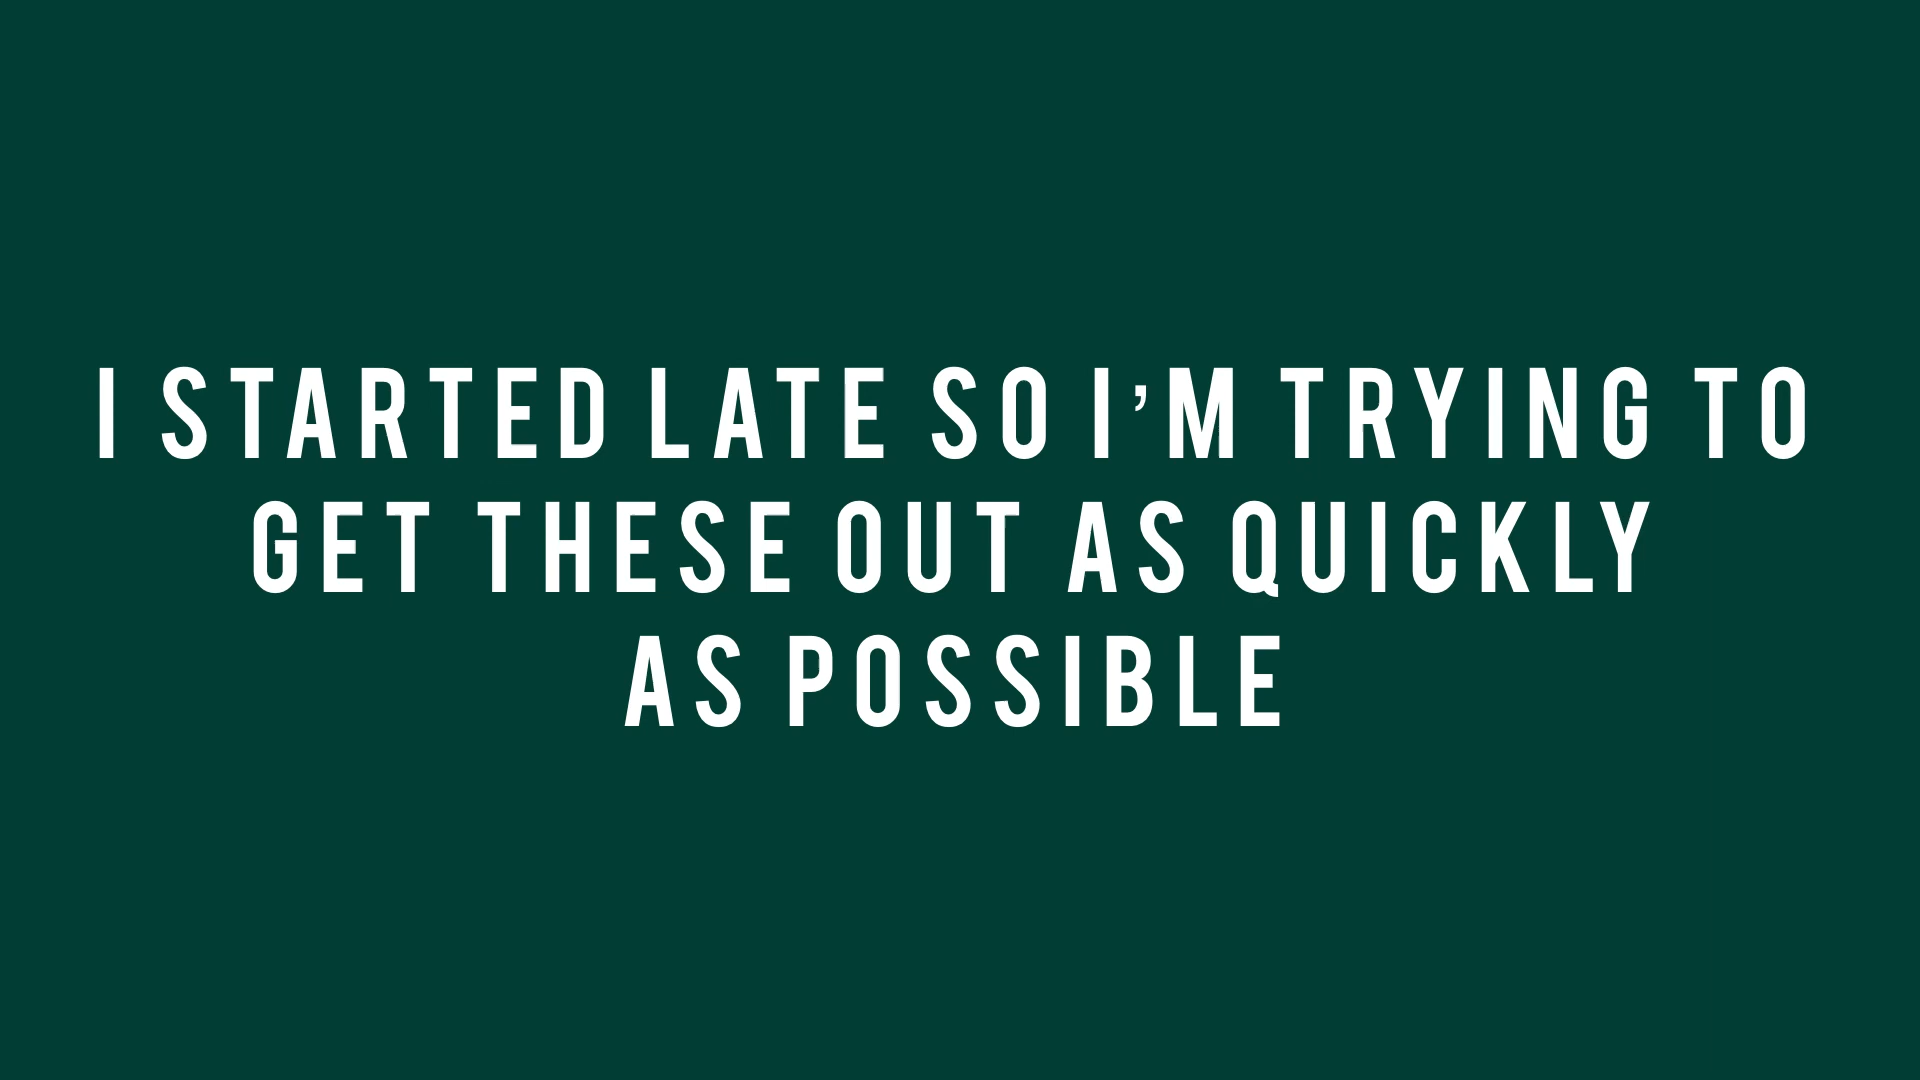 I STARTED LATE SO I'M TRYING TO
GET THESE OUT AS QUICKLY
AS POSSIBLE